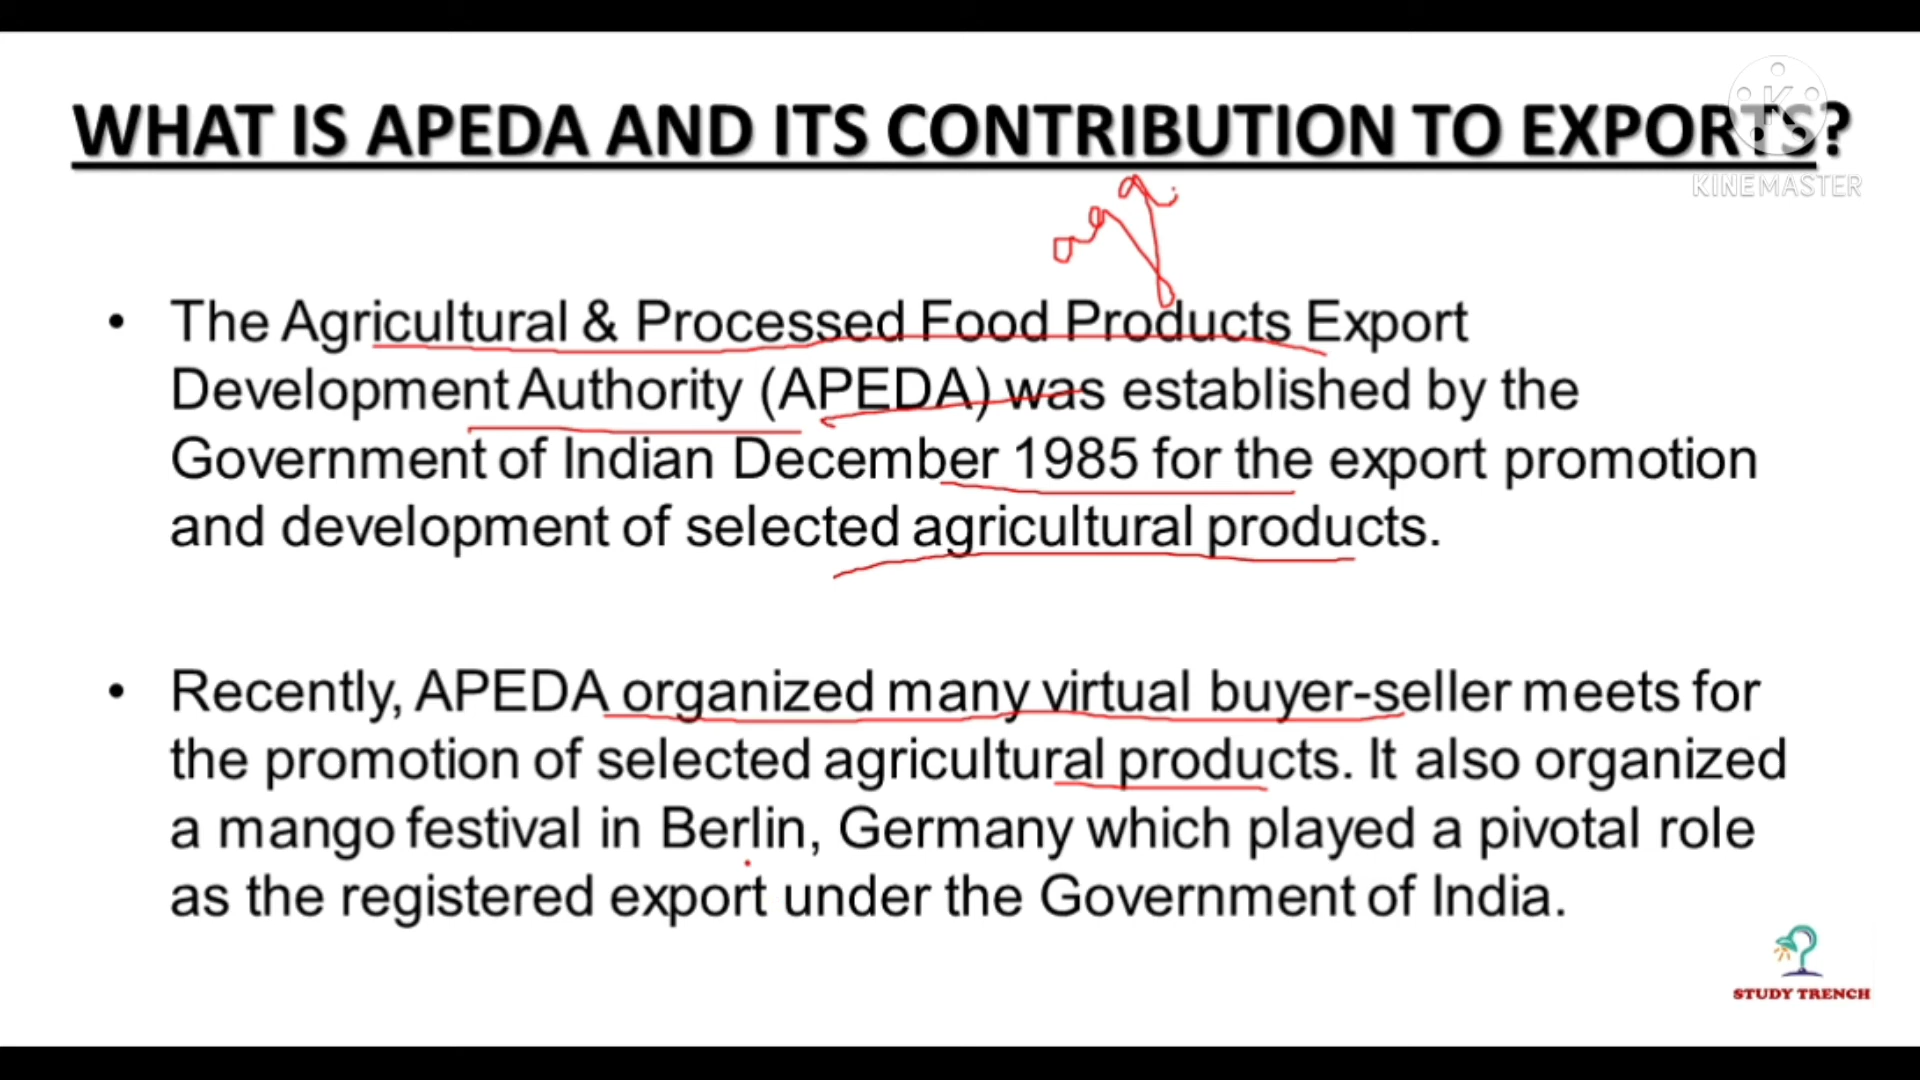 WHAT IS APEDA AND ITS CONTRIBUTION TO EXPORTS?
KINEMASTER
• The Agricultural & Processed Food Products Export
Development Authority (APEDA) was established by the
Government of Indian December 1985 for the export promotion
and development of selected agricultural products.
• Recently, APEDA organized many virtual buyer-seller meets for
the promotion of selected agricultural products. It also organized
a mango festival in Berlin, Germany which played a pivotal role
as the registered export under the Government of India.
STUDY TRENCH